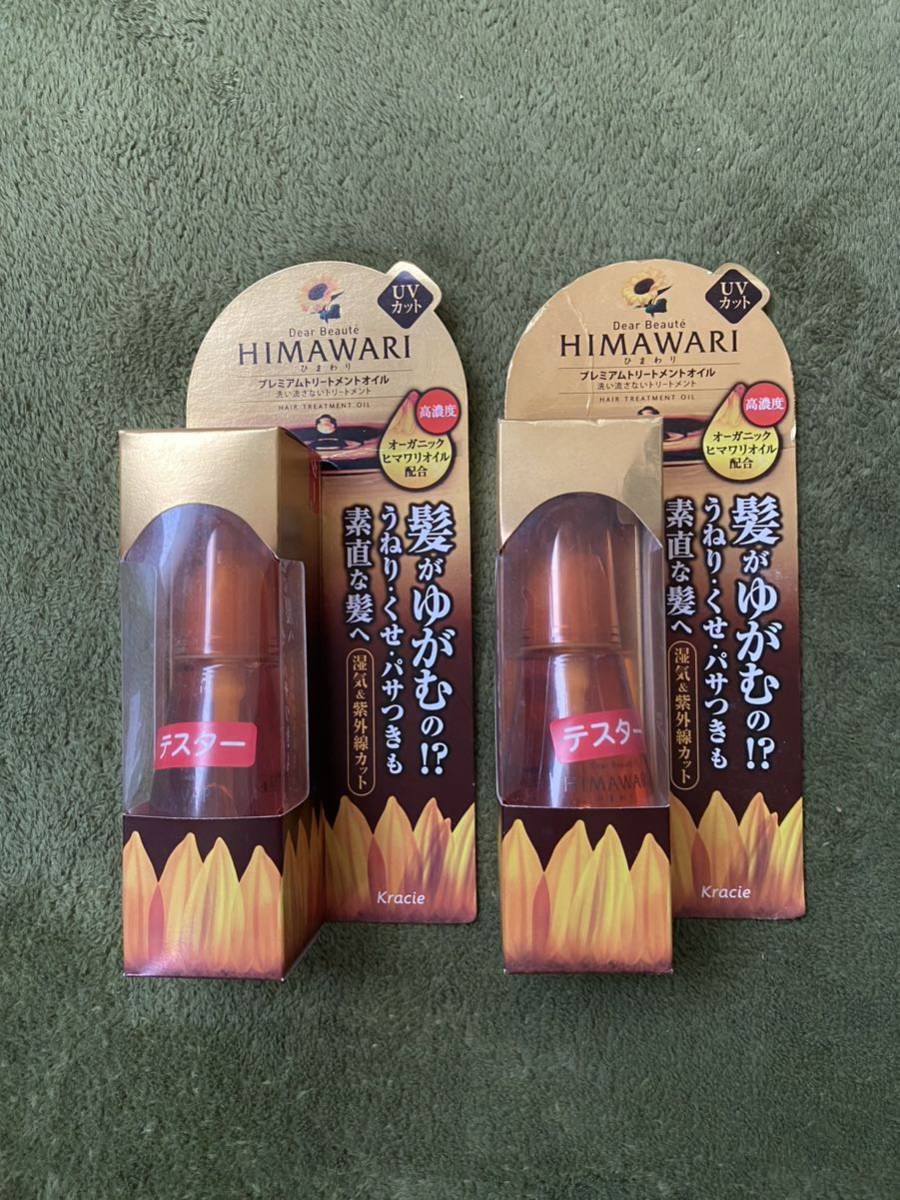 UV
カット
Dear Beauté
HIMAWARI
ひまわり
プレミアムトリートメントオイル
洗い流さないトリートメント
HAIR TREATMENT OIL
高濃度
オーガニック
ヒマワリオイル
配合
髪がゆがむの!?
うねり・くせ・パサつきも
素直な髪へ
湿気&紫外線カット
テスター
Kracie
UV
カット
Dear Beauté
HIMAWARI
ひまわり
プレミアムトリートメントオイル
洗い流さないトリートメント
HAIR TREATMENT OIL
高濃度
オーガニック
ヒマワリオイル
配合
髪がゆがむの!?
うねり・くせ・パサつきも
素直な髪へ
湿気&紫外線カット
テスター
Dear Beauté
HIMAWARI
Kracie